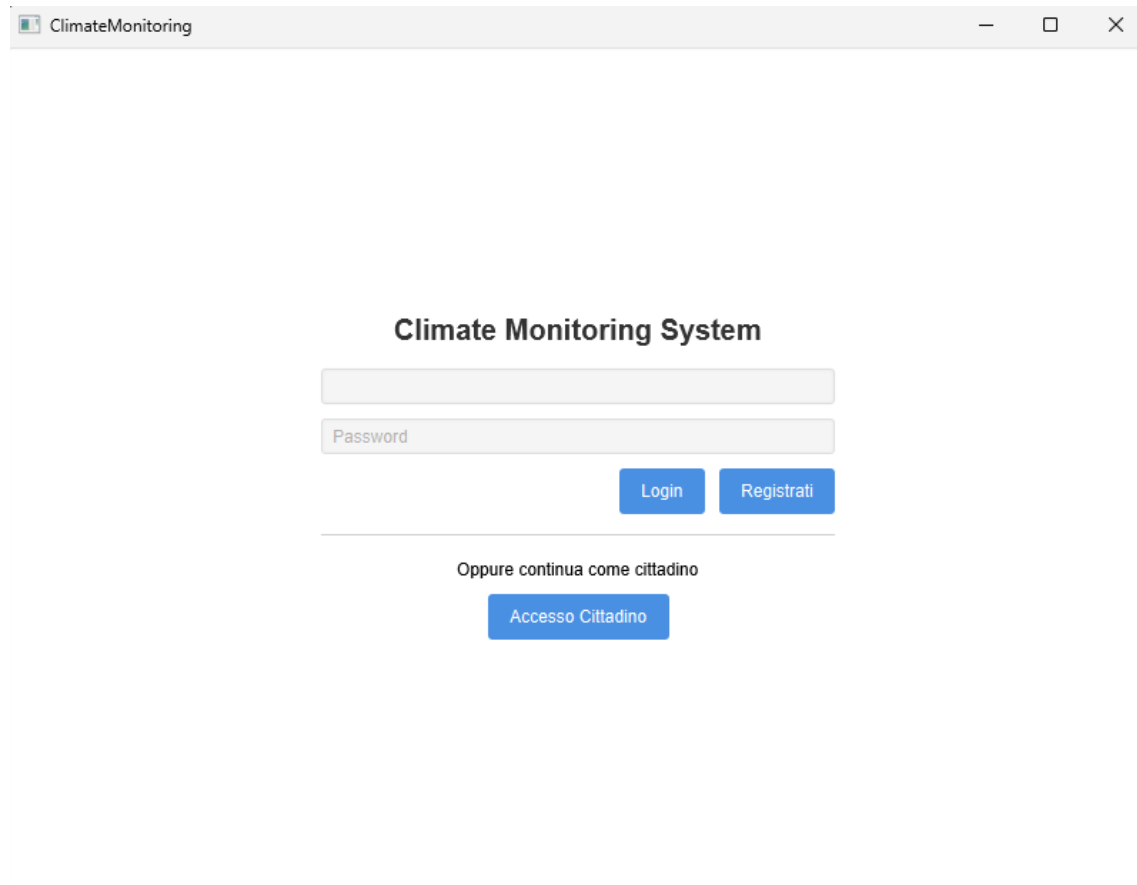 ClimateMonitoring
Climate Monitoring System
Password
Login Registrati
Oppure continua come cittadino
Accesso Cittadino